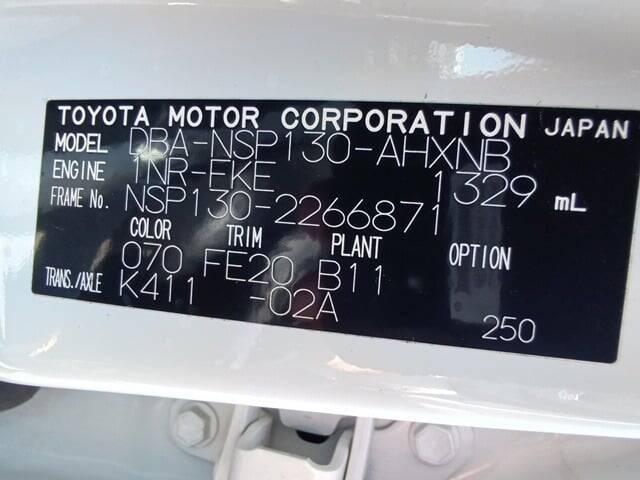 TOYOTA MOTOR CORPORATION JAPAN
MODEL DBA-NSP130-AHXNB
ENGINE 1NR-FKE 1329 mL
FRAME No. NSP130-2266871
COLOR TRIM PLANT OPTION
070 FE20 B11
TRANS./AXLE K411 -02A
250